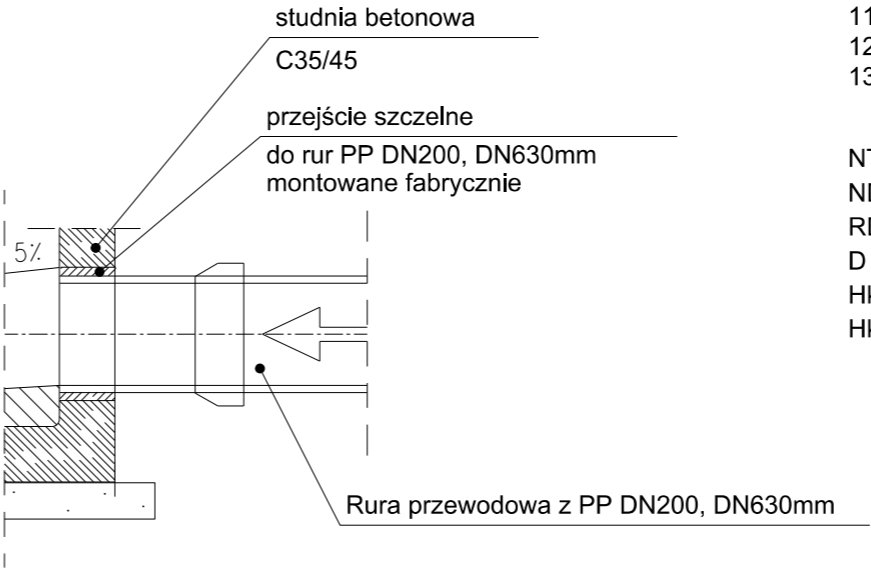 studnia betonowa
C35/45
przejście szczelne
do rur PP DN200, DN630mm
montowane fabrycznie
5%
Rura przewodowa z PP DN200, DN630mm
11
12
13
D